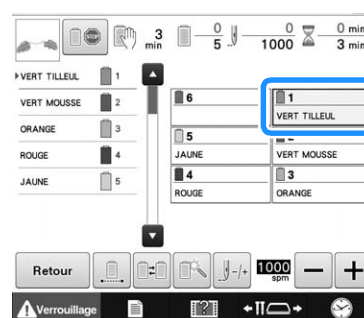 3 min
0 5
0 1000
0 min 3 min
VERT TILLEUL 1
VERT MOUSSE 2
ORANGE 3
ROUGE 4
JAUNE 5
6
1 VERT TILLEUL
5 JAUNE
VERT MOUSSE
4 ROUGE
3 ORANGE
Retour
-/+
1000 spm
− +
Verrouillage
?